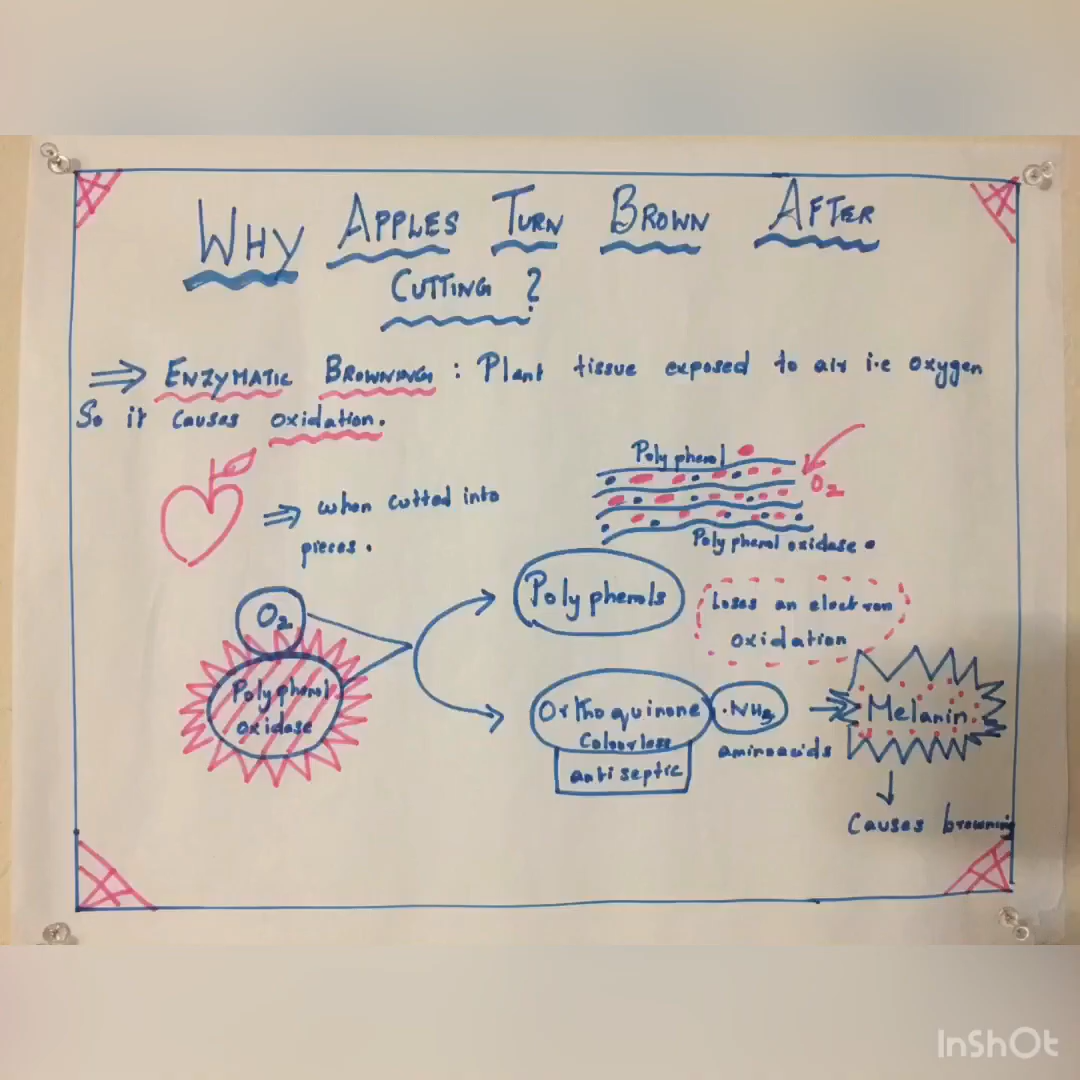 WHY APPLES TURN BROWN AFTER
CUTTING ?
⇒ ENZYMATIC BROWNING : Plant tissue exposed to air i.e oxygen
So it causes oxidation.
⇒ when cutted into
pieces.
Poly phenol
O₂
Poly phenol oxidase
O₂
Poly phenol
oxidase
Poly phenols
Loses an electron
oxidation
Ortho quinone
Colourless
antiseptic
.NH₂
aminoacids
⇒ Melanin
Causes browning
InShOt